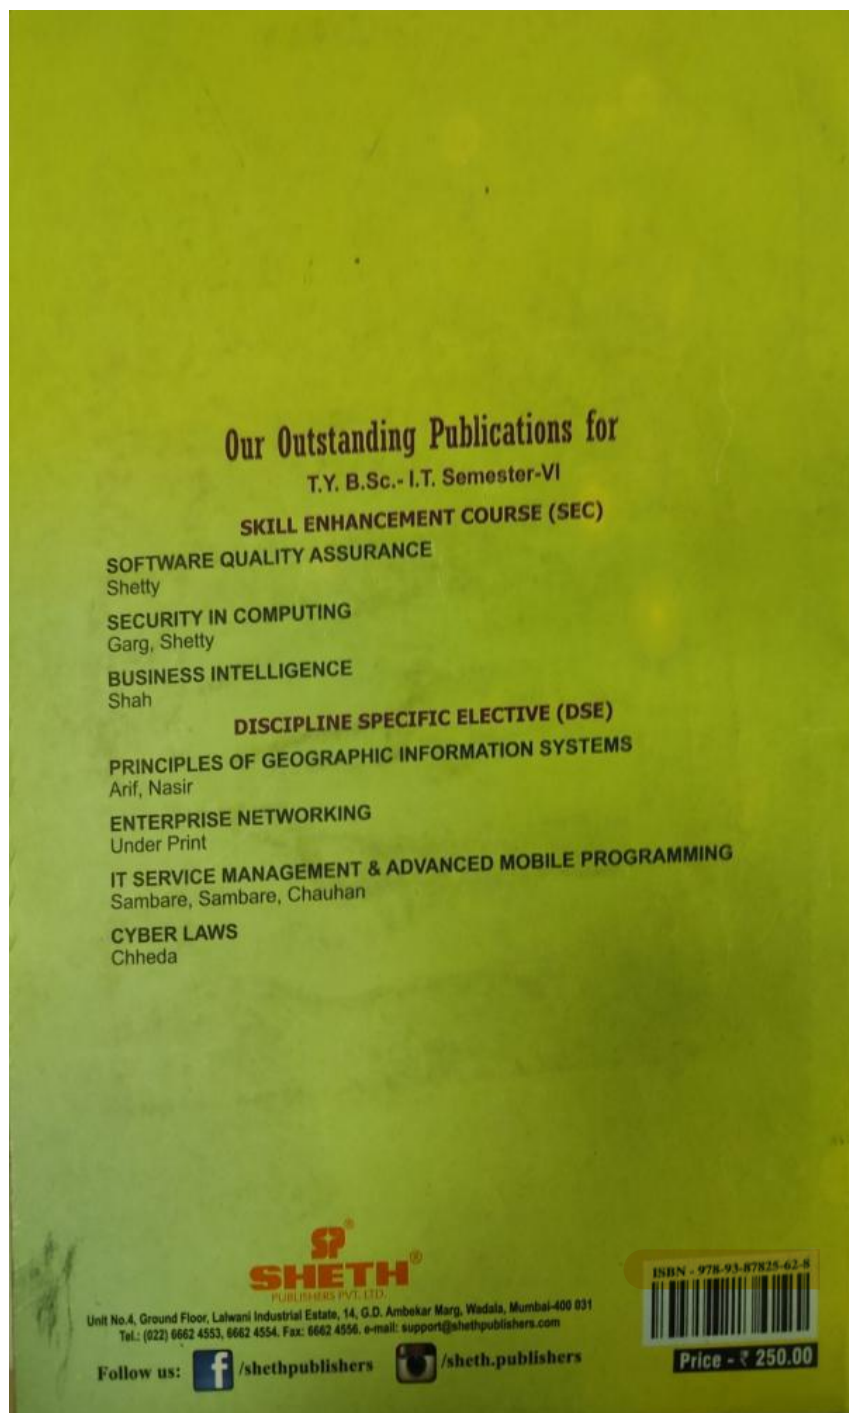 Our Outstanding Publications for
T.Y. B.Sc.- I.T. Semester-VI
SKILL ENHANCEMENT COURSE (SEC)
SOFTWARE QUALITY ASSURANCE
Shetty
SECURITY IN COMPUTING
Garg, Shetty
BUSINESS INTELLIGENCE
Shah
DISCIPLINE SPECIFIC ELECTIVE (DSE)
PRINCIPLES OF GEOGRAPHIC INFORMATION SYSTEMS
Arif, Nasir
ENTERPRISE NETWORKING
Under Print
IT SERVICE MANAGEMENT & ADVANCED MOBILE PROGRAMMING
Sambare, Sambare, Chauhan
CYBER LAWS
Chheda
SP®
SHETH®
PUBLISHERS PVT. LTD.
Unit No.4, Ground Floor, Lalwani Industrial Estate, 14, G.D. Ambekar Marg, Wadala, Mumbai-400 031
Tel.: (022) 6662 4553, 6662 4554. Fax: 6662 4556. e-mail: support@shethpublishers.com
Follow us: f /shethpublishers /sheth.publishers
ISBN - 978-93-87825-62-8
Price - ₹ 250.00